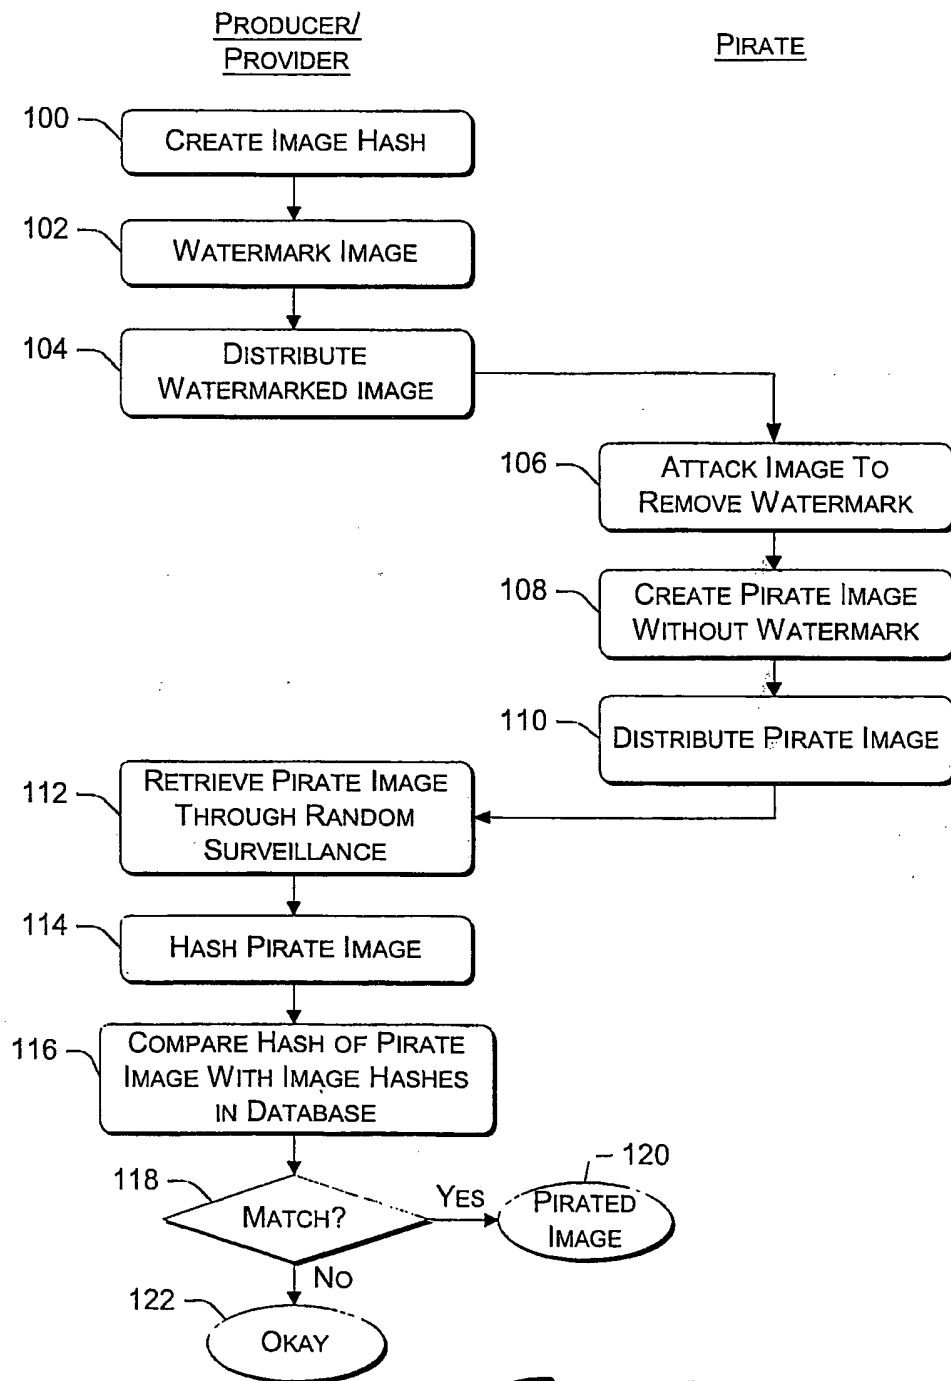 PRODUCER/
PROVIDER
PIRATE
100
CREATE IMAGE HASH
102
WATERMARK IMAGE
104
DISTRIBUTE
WATERMARKED IMAGE
106
ATTACK IMAGE TO
REMOVE WATERMARK
108
CREATE PIRATE IMAGE
WITHOUT WATERMARK
110
DISTRIBUTE PIRATE IMAGE
112
RETRIEVE PIRATE IMAGE
THROUGH RANDOM
SURVEILLANCE
114
HASH PIRATE IMAGE
116
COMPARE HASH OF PIRATE
IMAGE WITH IMAGE HASHES
IN DATABASE
118
MATCH?
YES
120
PIRATED
IMAGE
NO
122
OKAY